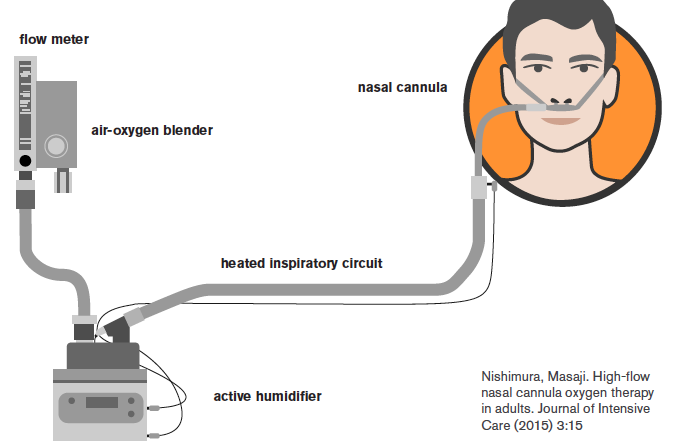 flow meter
nasal cannula
air-oxygen blender
heated inspiratory circuit
active humidifier
Nishimura, Masaji. High-flow
nasal cannula oxygen therapy
in adults. Journal of Intensive
Care (2015) 3:15